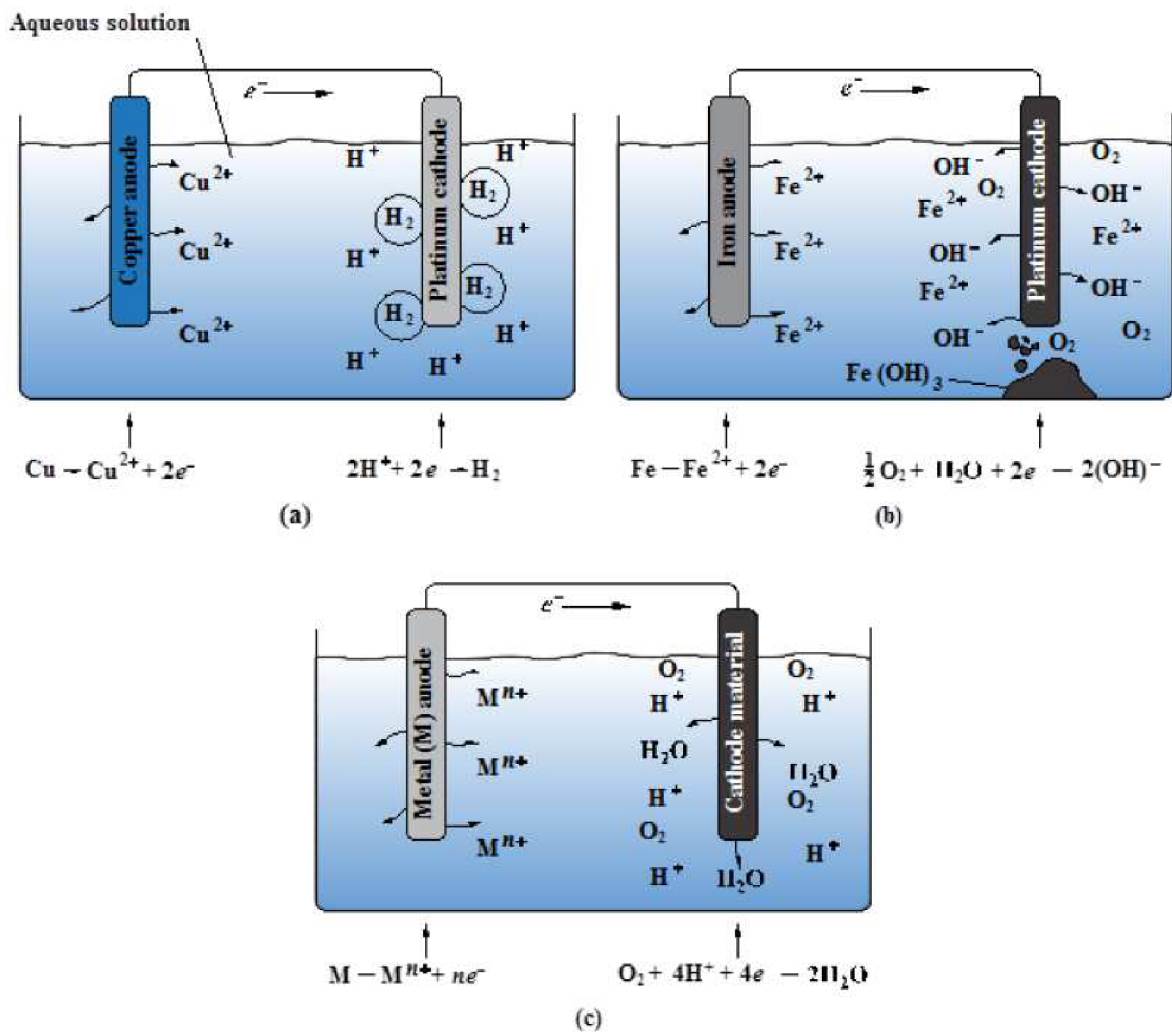 Aqueous solution
e⁻
Copper anode
Cu²⁺
Cu²⁺
Cu²⁺
H⁺
H⁺
H₂
H₂
H⁺
H⁺
H₂
H₂
H⁺
H⁺
H⁺
Platinum cathode
Cu – Cu²⁺ + 2e⁻
2H⁺ + 2e – H₂
(a)
e⁻
Iron anode
Fe²⁺
Fe²⁺
Fe²⁺
OH⁻
O₂
O₂
Fe²⁺
OH⁻
Fe²⁺
OH⁻
Fe²⁺
OH⁻
OH⁻
O₂
O₂
Platinum cathode
Fe(OH)₃
Fe – Fe²⁺ + 2e⁻
½ O₂ + H₂O + 2e – 2(OH)⁻
(b)
e⁻
Metal (M) anode
Mⁿ⁺
Mⁿ⁺
Mⁿ⁺
O₂
O₂
H⁺
H⁺
H₂O
H₂O
H⁺
O₂
O₂
H⁺
H⁺
H₂O
Cathode material
M – Mⁿ⁺ + ne⁻
O₂ + 4H⁺ + 4e – 2H₂O
(c)